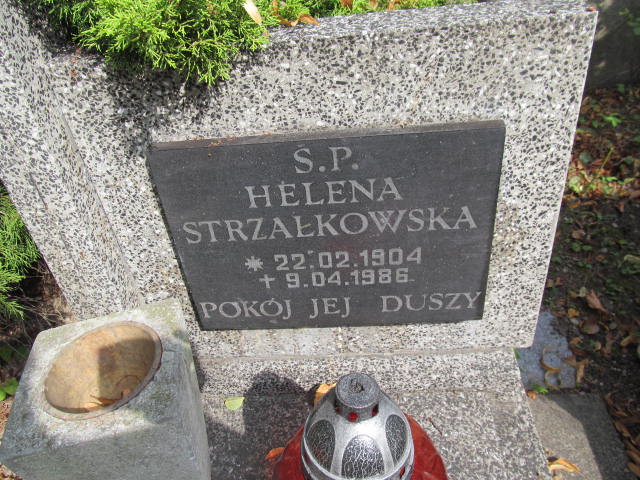 Ś.P.
HELENA
STRZAŁKOWSKA
* 22.02.1904
+ 9.04.1986
POKÓJ JEJ DUSZY